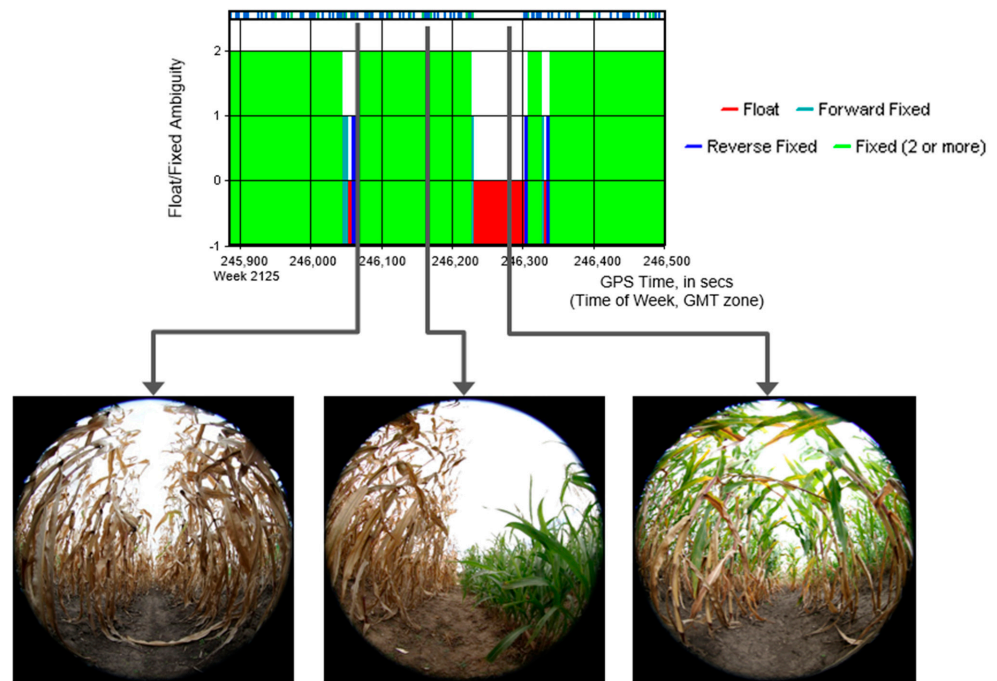 Float/Fixed Ambiguity
2
1
0
-1
245,900 246,000 246,100 246,200 246,300 246,400 246,500
Week 2125
GPS Time, in secs
(Time of Week, GMT zone)
Float Forward Fixed
Reverse Fixed Fixed (2 or more)